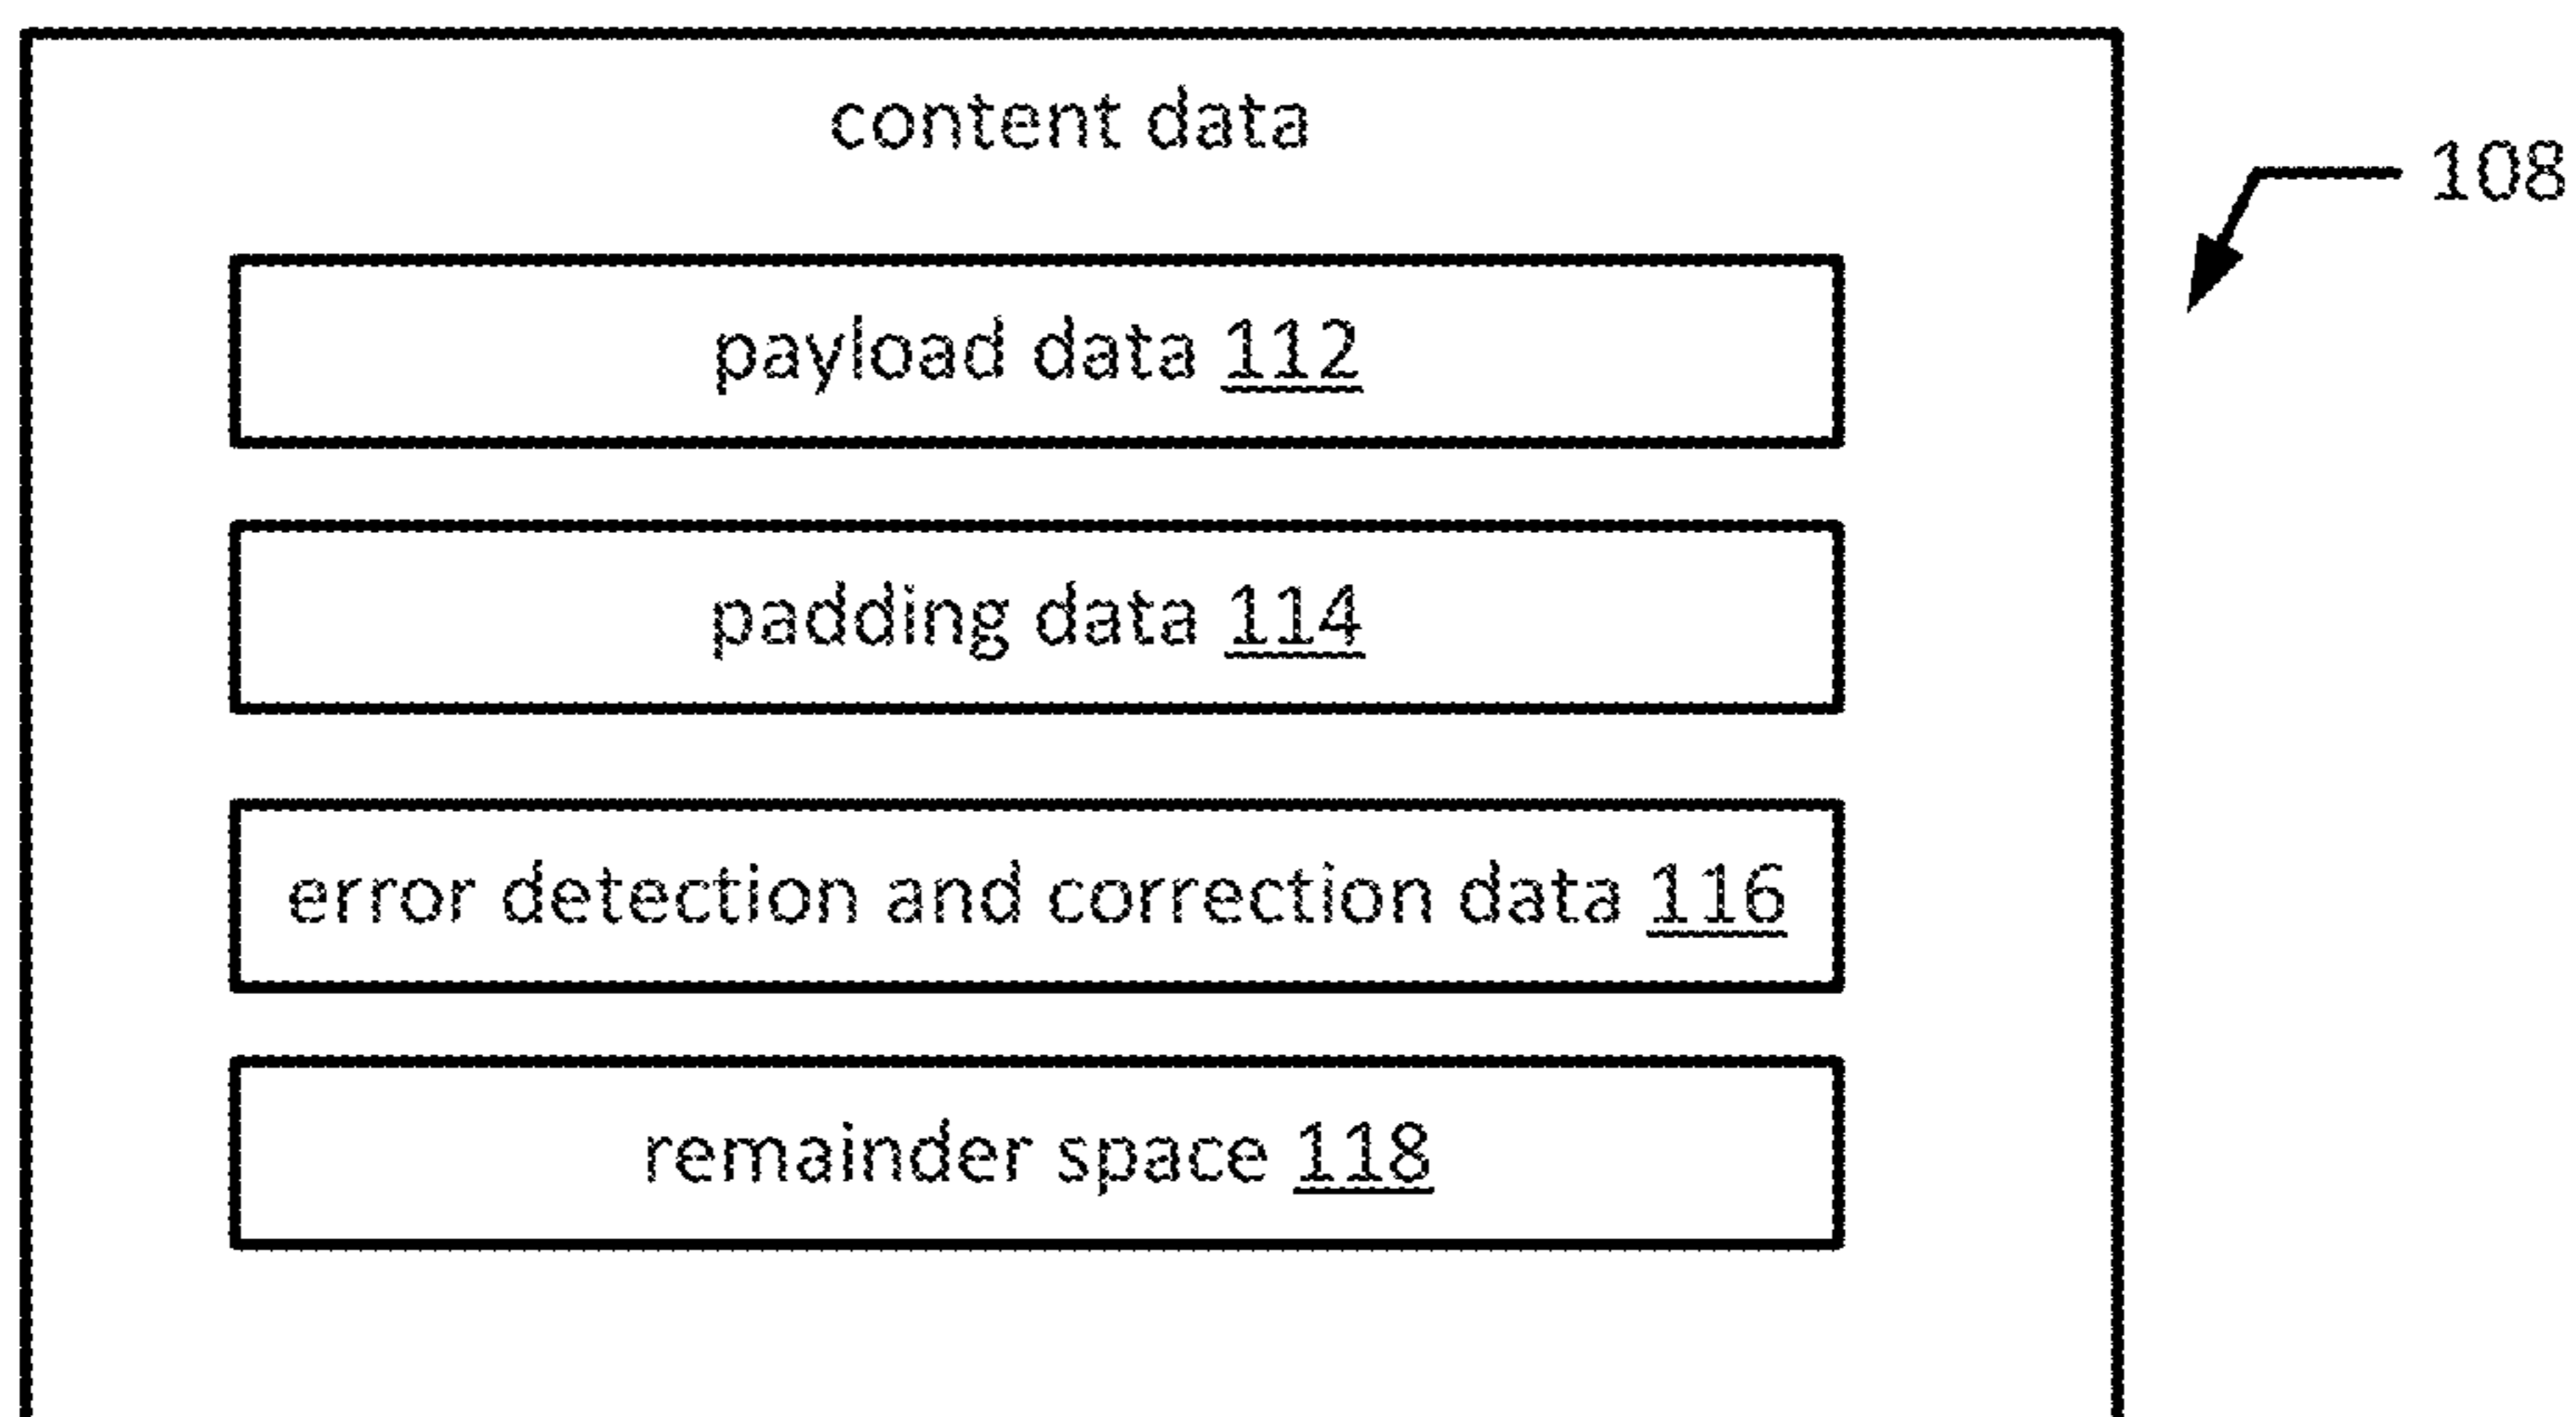 content data
108
payload data 112
padding data 114
error detection and correction data 116
remainder space 118